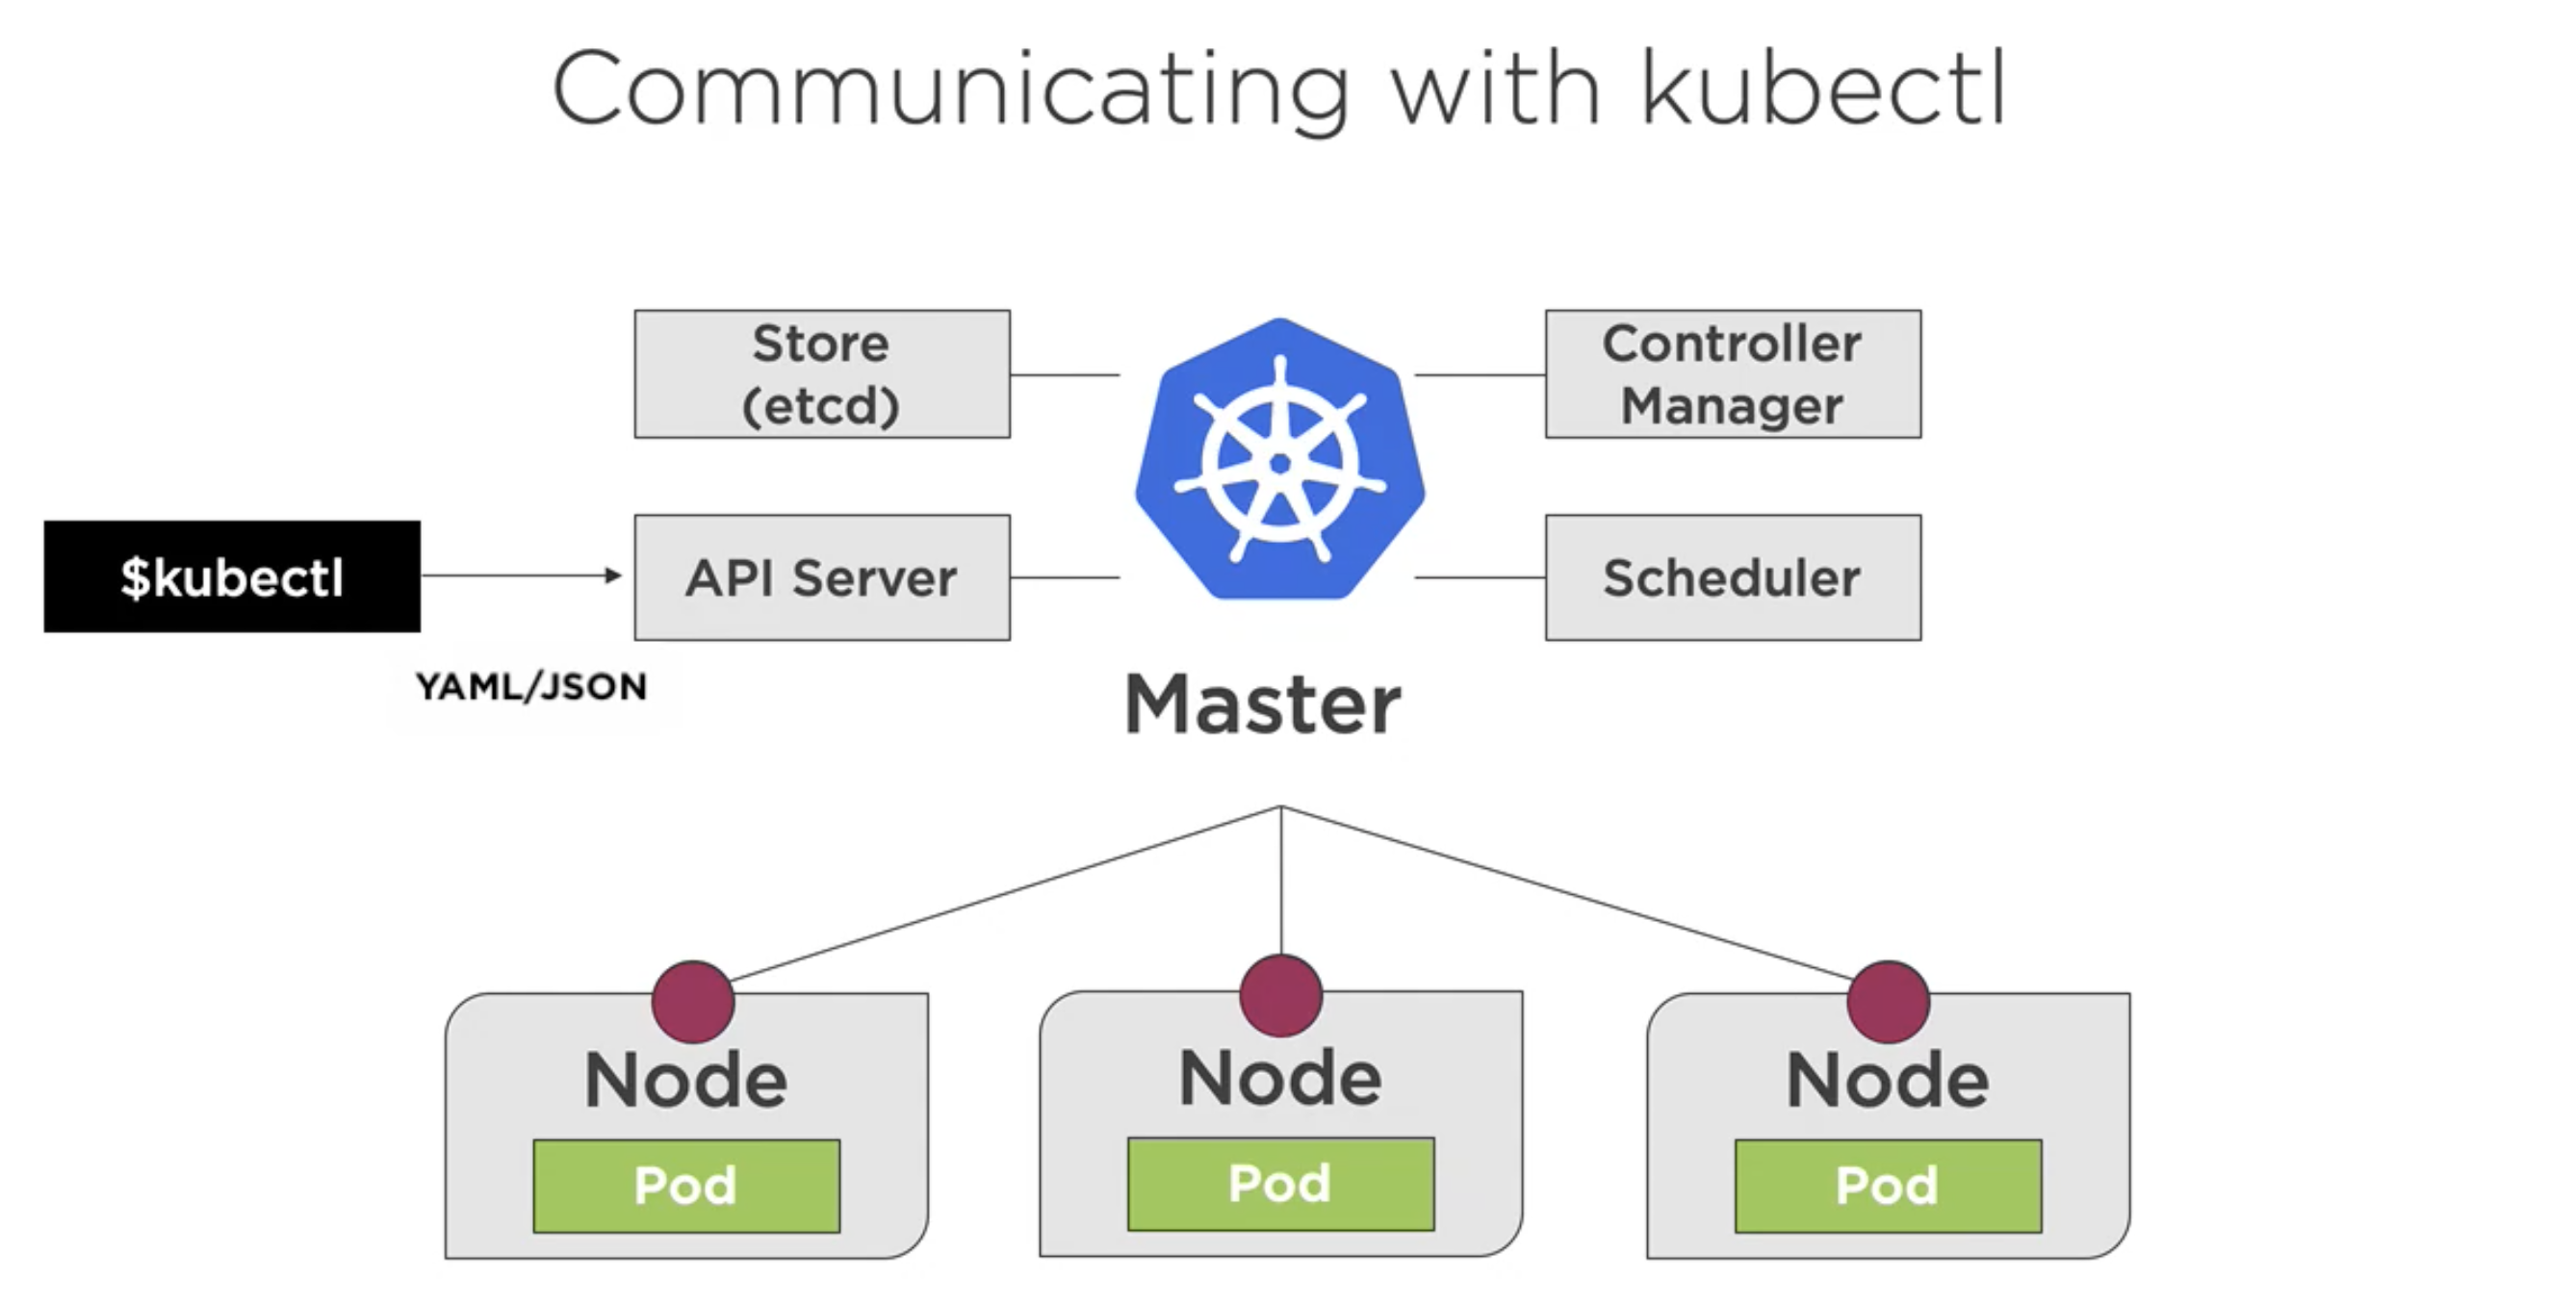 Communicating with kubectl
Store
(etcd)
Controller
Manager
$kubectl
API Server
Scheduler
YAML/JSON
Master
Node
Pod
Node
Pod
Node
Pod